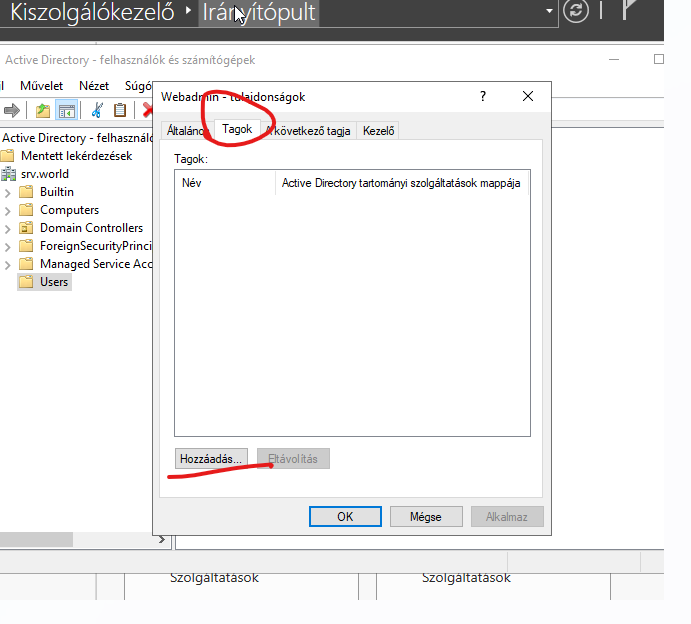 Kiszolgálókezelő ‣ Irányítópult
Active Directory - felhasználók és számítógépek
Művelet Nézet Súgó
Webadmin - tulajdonságok ?
Általános Tagok A következő tagja Kezelő
Tagok:
Név Active Directory tartományi szolgáltatások mappája
Hozzáadás... Eltávolítás
OK Mégse Alkalmaz
Active Directory - felhasználó
Mentett lekérdezések
srv.world
Builtin
Computers
Domain Controllers
ForeignSecurityPrinci
Managed Service Acc
Users
Szolgáltatások Szolgáltatások